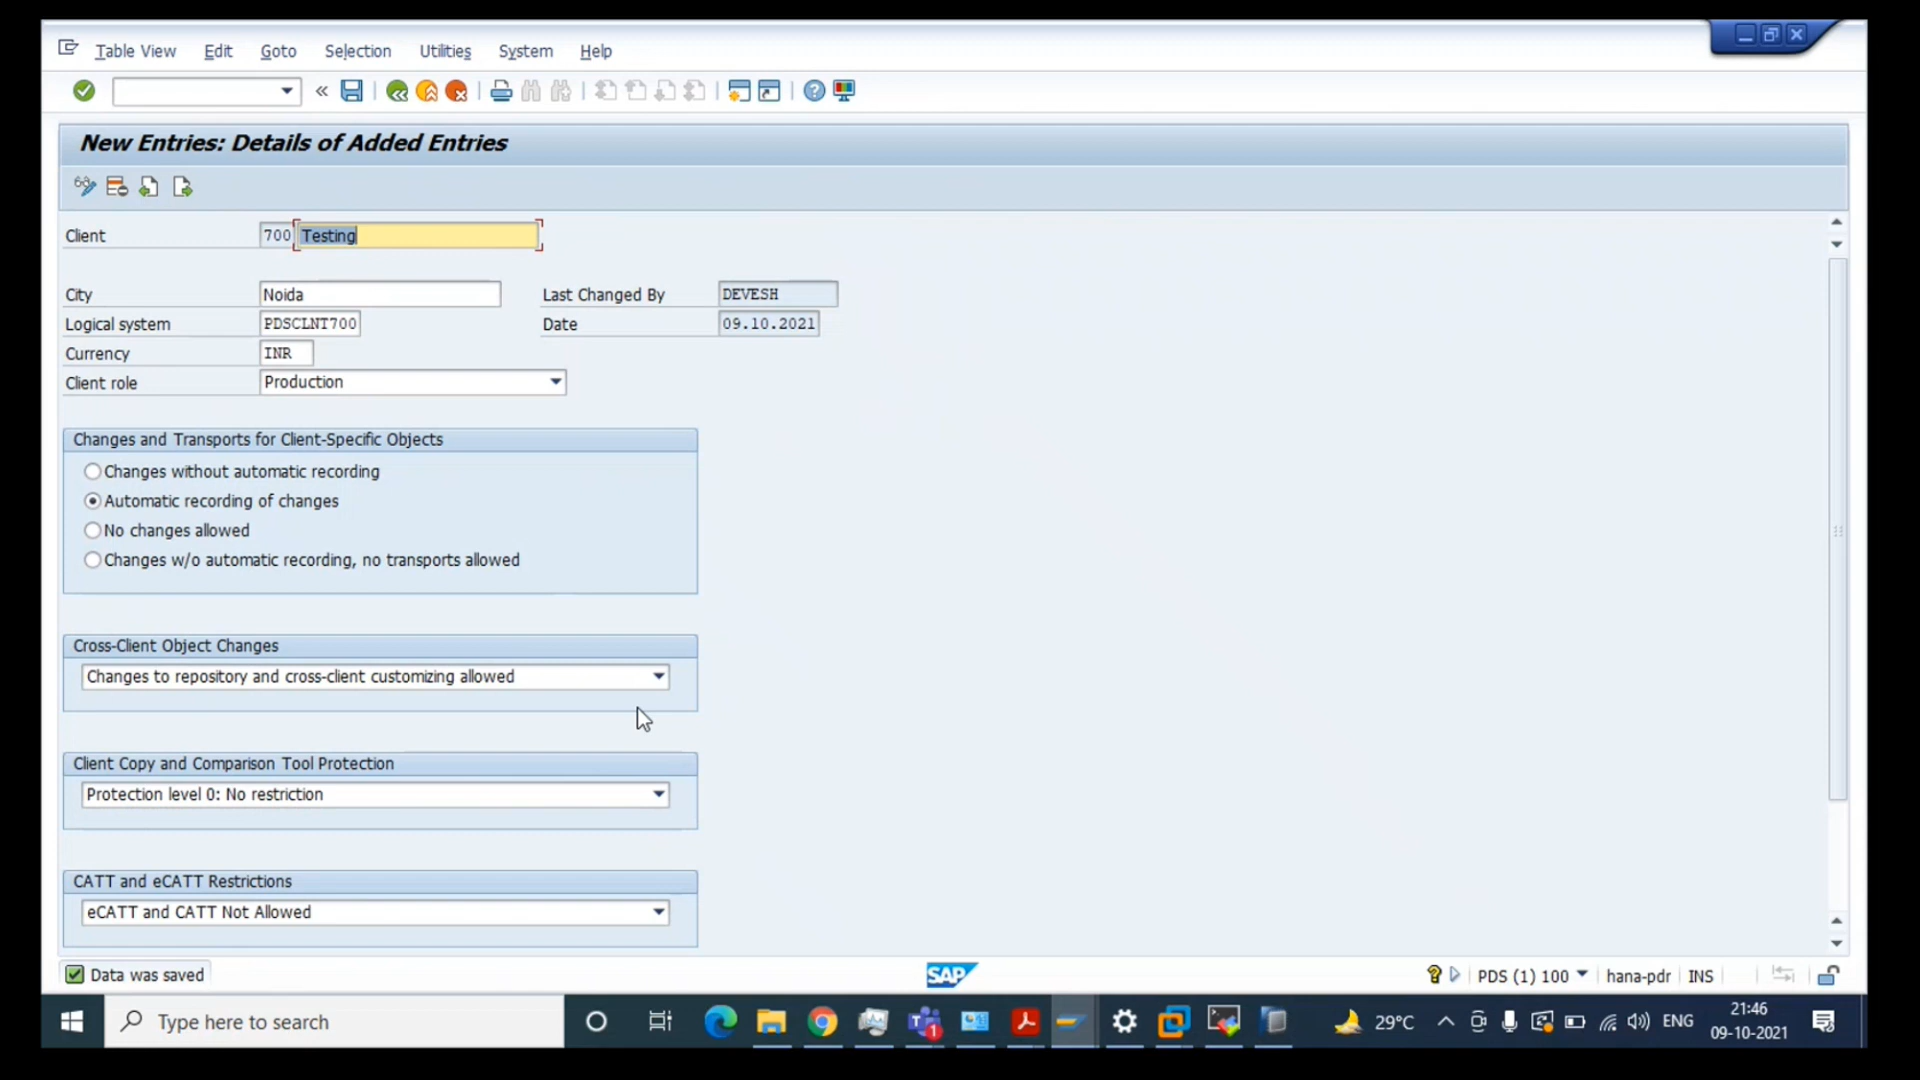 Table View Edit Goto Selection Utilities System Help
New Entries: Details of Added Entries
Client 700 Testing
City Noida Last Changed By DEVESH
Logical system PDSCLNT700 Date 09.10.2021
Currency INR
Client role Production
Changes and Transports for Client-Specific Objects
Changes without automatic recording
Automatic recording of changes
No changes allowed
Changes w/o automatic recording, no transports allowed
Cross-Client Object Changes
Changes to repository and cross-client customizing allowed
Client Copy and Comparison Tool Protection
Protection level 0: No restriction
CATT and eCATT Restrictions
eCATT and CATT Not Allowed
Data was saved SAP PDS (1) 100 hana-pdr INS
Type here to search 1 29°C ENG 21:46
09-10-2021